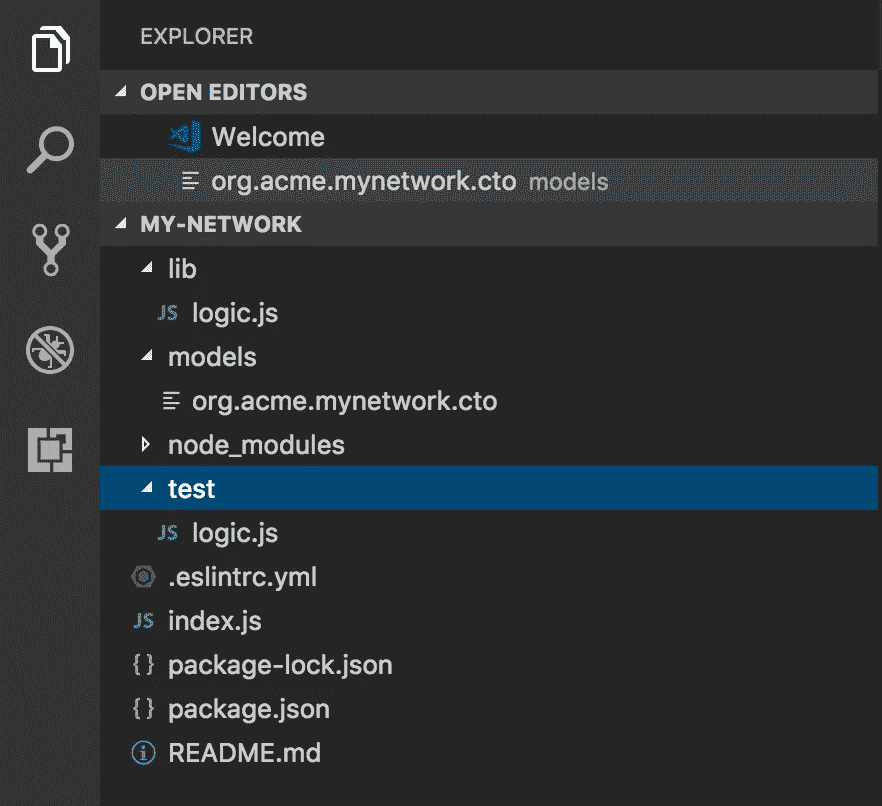 EXPLORER
OPEN EDITORS
Welcome
org.acme.mynetwork.cto models
MY-NETWORK
lib
JS logic.js
models
org.acme.mynetwork.cto
node_modules
test
JS logic.js
.eslintrc.yml
JS index.js
{ } package-lock.json
{ } package.json
README.md